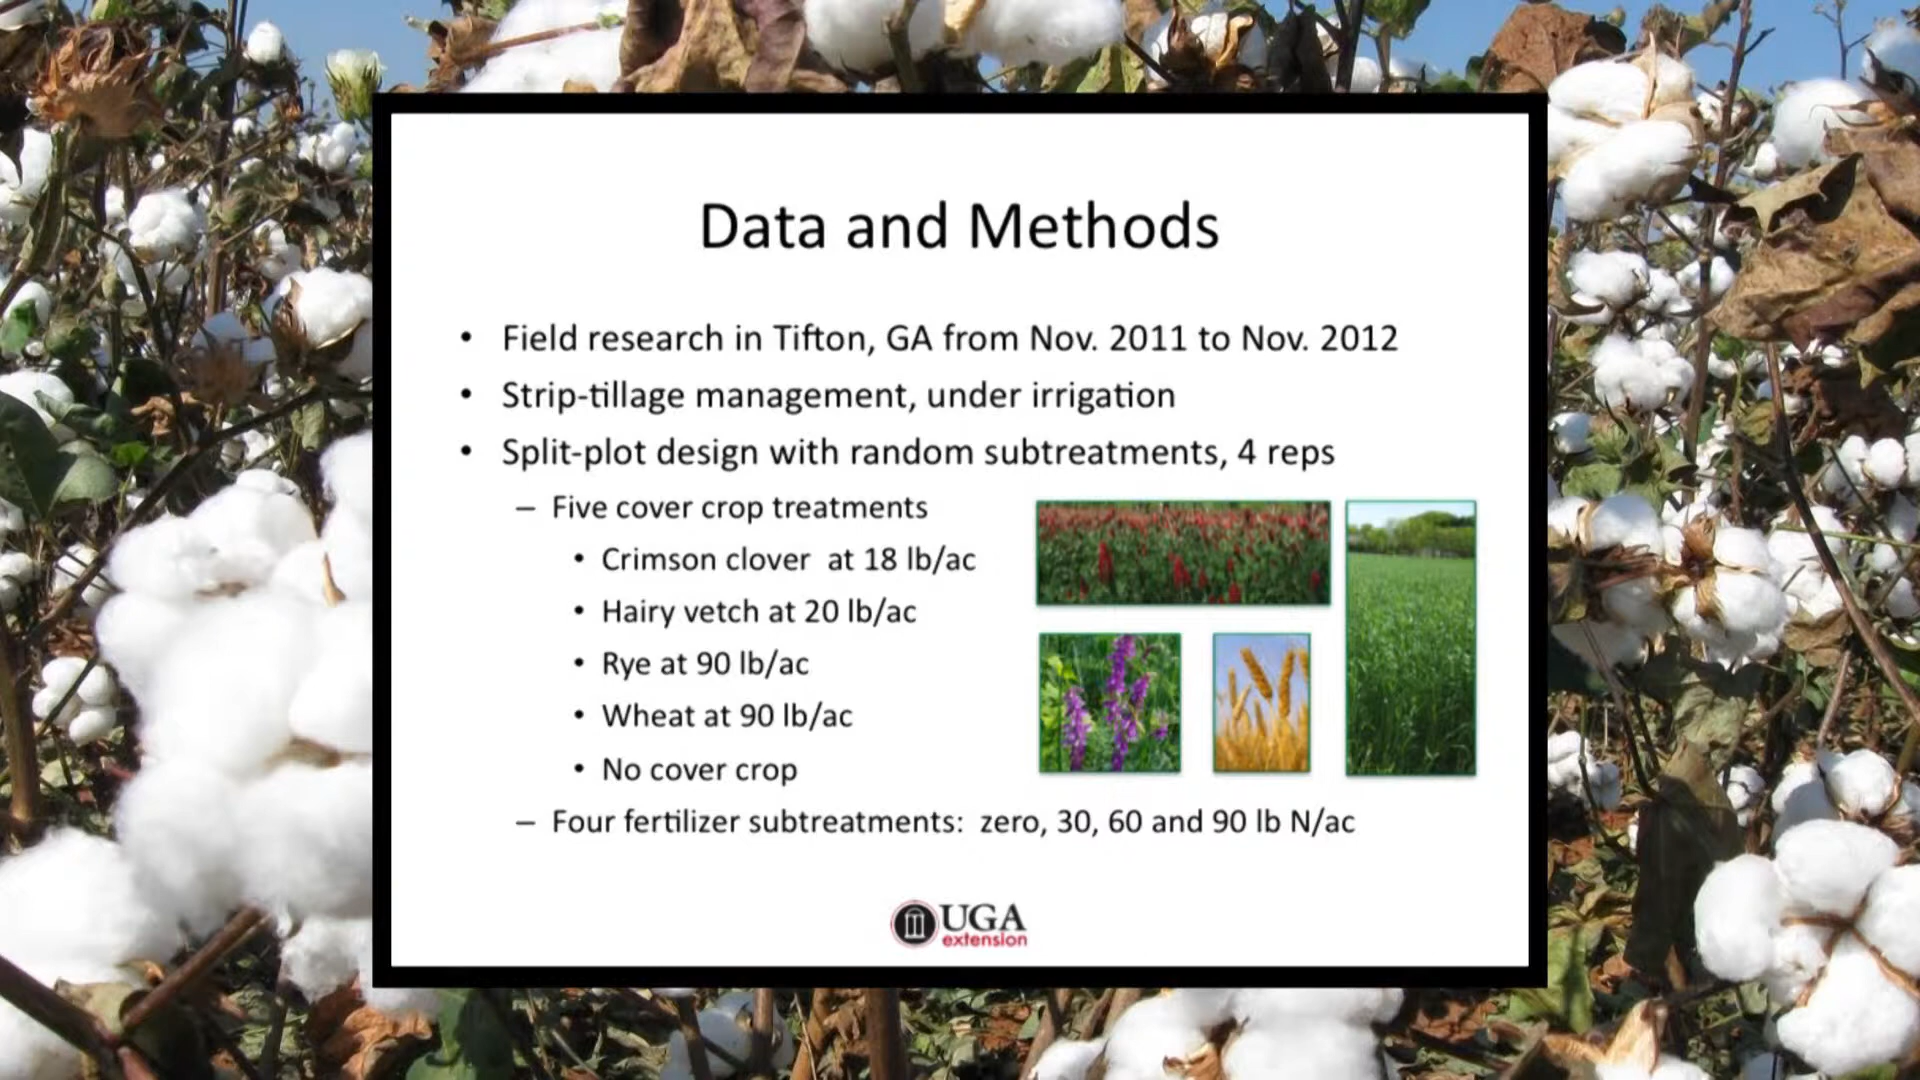 Data and Methods
• Field research in Tifton, GA from Nov. 2011 to Nov. 2012
• Strip-tillage management, under irrigation
• Split-plot design with random subtreatments, 4 reps
– Five cover crop treatments
• Crimson clover at 18 lb/ac
• Hairy vetch at 20 lb/ac
• Rye at 90 lb/ac
• Wheat at 90 lb/ac
• No cover crop
– Four fertilizer subtreatments: zero, 30, 60 and 90 lb N/ac
UGA
extension